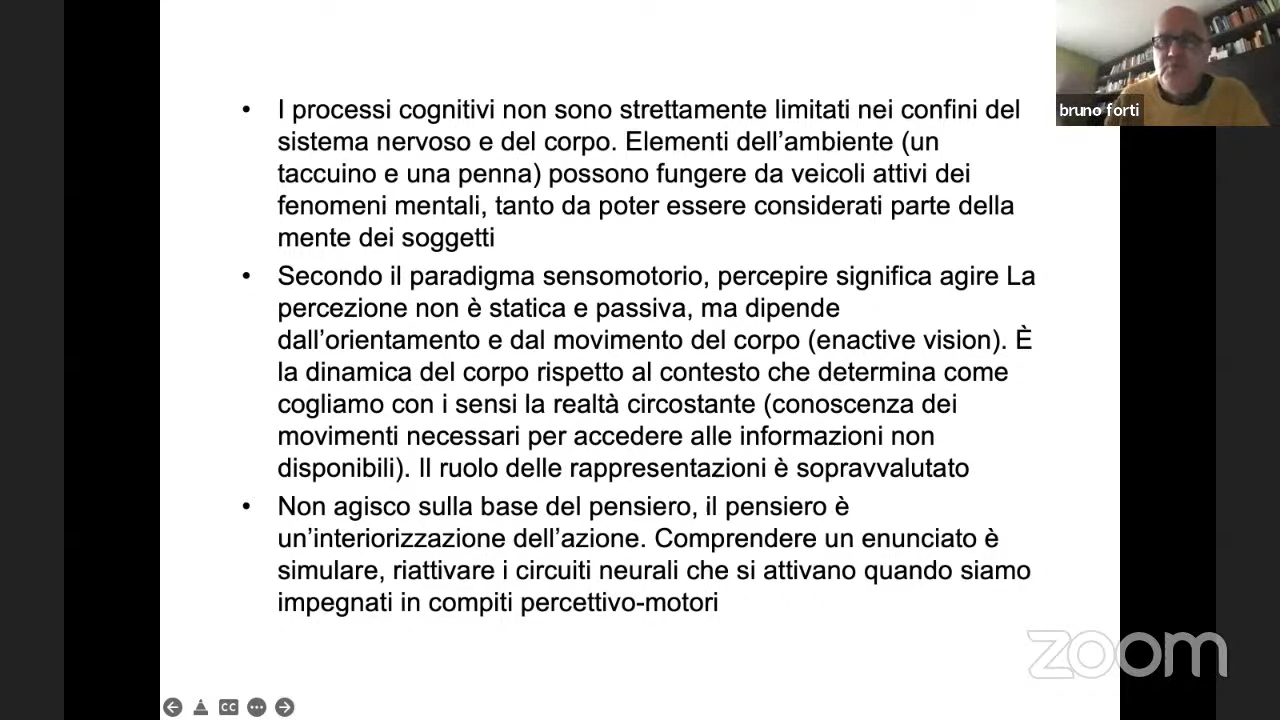 • I processi cognitivi non sono strettamente limitati nei confini del
sistema nervoso e del corpo. Elementi dell’ambiente (un
taccuino e una penna) possono fungere da veicoli attivi dei
fenomeni mentali, tanto da poter essere considerati parte della
mente dei soggetti
• Secondo il paradigma sensomotorio, percepire significa agire La
percezione non è statica e passiva, ma dipende
dall’orientamento e dal movimento del corpo (enactive vision). È
la dinamica del corpo rispetto al contesto che determina come
cogliamo con i sensi la realtà circostante (conoscenza dei
movimenti necessari per accedere alle informazioni non
disponibili). Il ruolo delle rappresentazioni è sopravvalutato
• Non agisco sulla base del pensiero, il pensiero è
un’interiorizzazione dell’azione. Comprendere un enunciato è
simulare, riattivare i circuiti neurali che si attivano quando siamo
impegnati in compiti percettivo-motori
bruno forti
zoom
CC